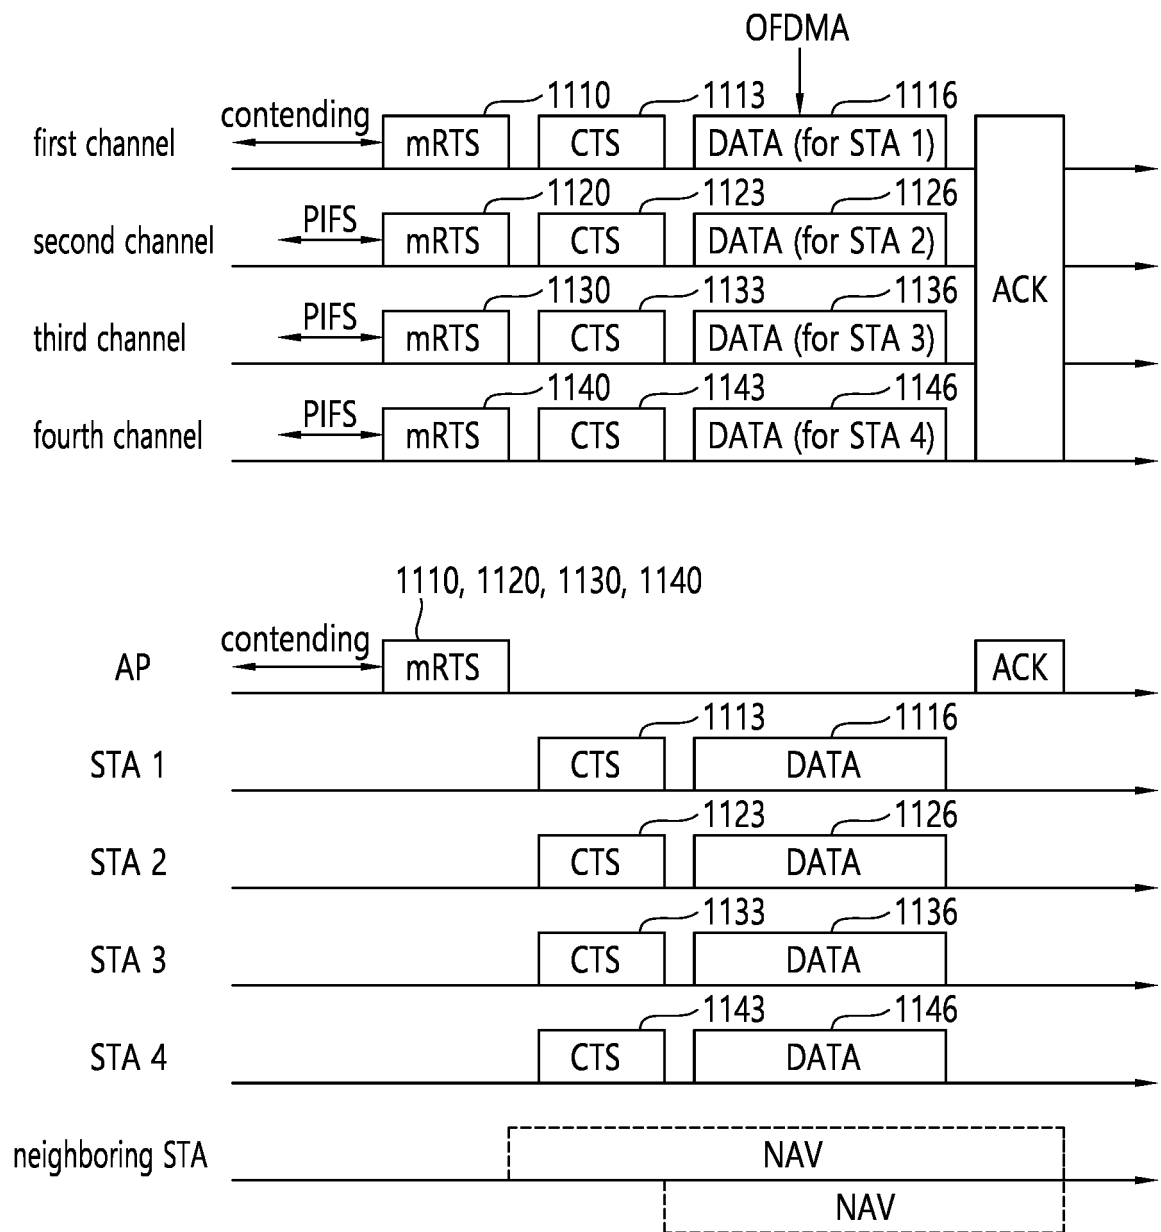 OFDMA
1110 1113 1116
contending
first channel mRTS CTS DATA (for STA 1)
1120 1123 1126
PIFS
second channel mRTS CTS DATA (for STA 2)
1130 1133 1136 ACK
PIFS
third channel mRTS CTS DATA (for STA 3)
1140 1143 1146
PIFS
fourth channel mRTS CTS DATA (for STA 4)
1110, 1120, 1130, 1140
contending
AP mRTS ACK
1113 1116
STA 1 CTS DATA
1123 1126
STA 2 CTS DATA
1133 1136
STA 3 CTS DATA
1143 1146
STA 4 CTS DATA
neighboring STA NAV
NAV